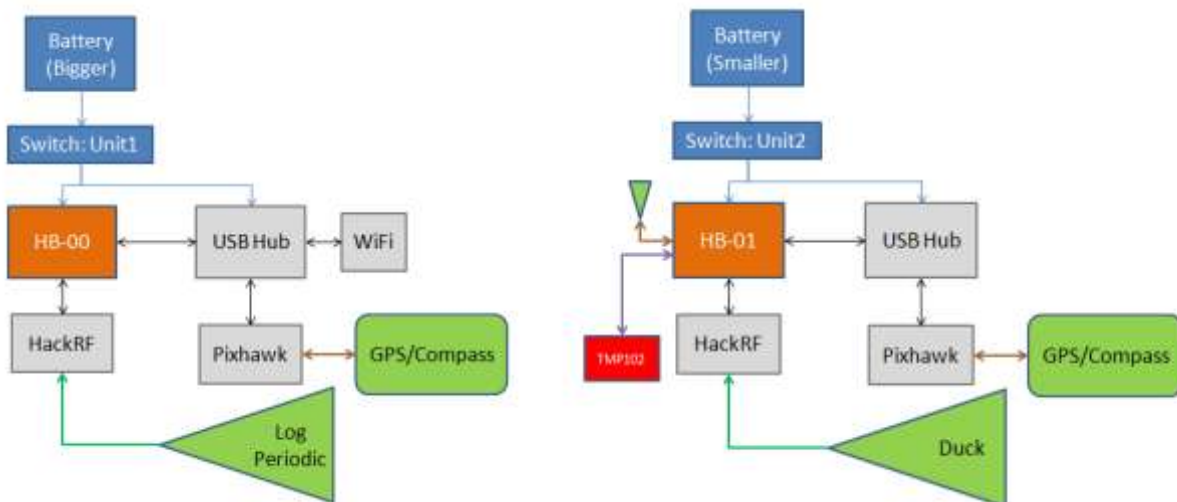 Battery
(Bigger)
Switch: Unit1
HB-00
USB Hub
WiFi
HackRF
Pixhawk
GPS/Compass
Log
Periodic
Battery
(Smaller)
Switch: Unit2
HB-01
USB Hub
TMP102
HackRF
Pixhawk
GPS/Compass
Duck